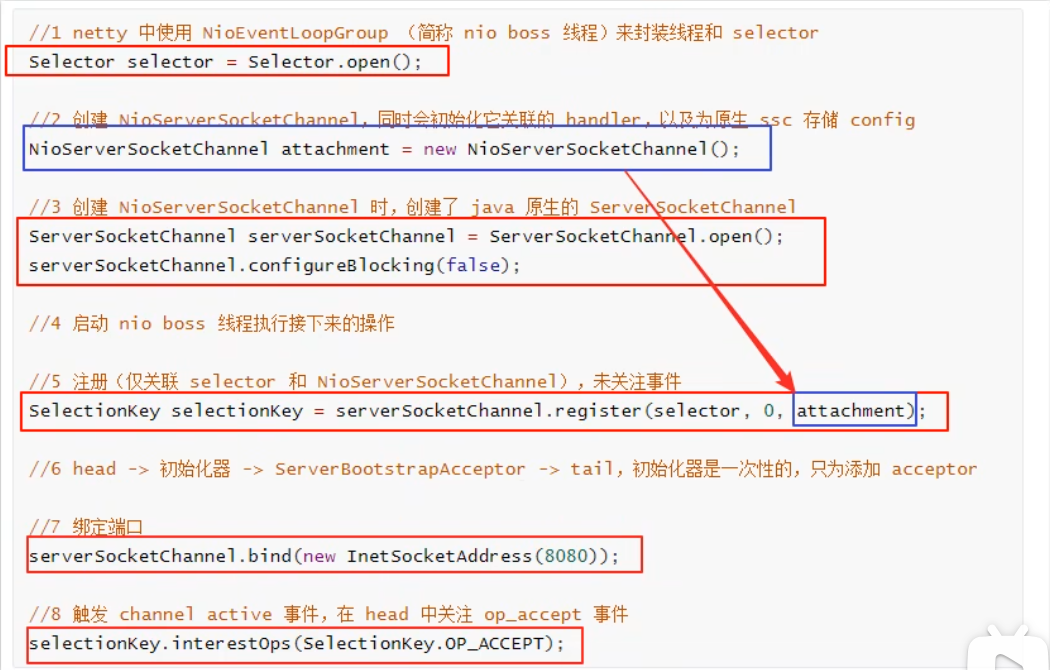 //1 netty 中使用 NioEventLoopGroup （简称 nio boss 线程）来封装线程和 selector
Selector selector = Selector.open();
//2 创建 NioServerSocketChannel，同时会初始化它关联的 handler，以及为原生 ssc 存储 config
NioServerSocketChannel attachment = new NioServerSocketChannel();
//3 创建 NioServerSocketChannel 时，创建了 java 原生的 ServerSocketChannel
ServerSocketChannel serverSocketChannel = ServerSocketChannel.open();
serverSocketChannel.configureBlocking(false);
//4 启动 nio boss 线程执行接下来的操作
//5 注册（仅关联 selector 和 NioServerSocketChannel），未关注事件
SelectionKey selectionKey = serverSocketChannel.register(selector, 0, attachment);
//6 head -> 初始化器 -> ServerBootstrapAcceptor -> tail，初始化器是一次性的，只为添加 acceptor
//7 绑定端口
serverSocketChannel.bind(new InetSocketAddress(8080));
//8 触发 channel active 事件，在 head 中关注 op_accept 事件
selectionKey.interestOps(SelectionKey.OP_ACCEPT);